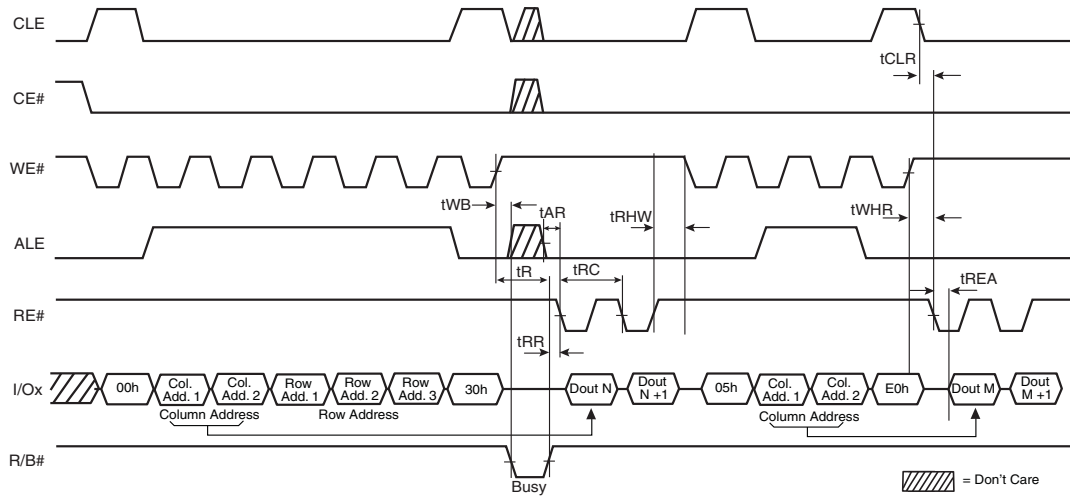 CLE
tCLR
CE#
WE#
tWB
tAR
tRHW
tWHR
ALE
tR
tRC
tREA
RE#
tRR
I/Ox
00h
Col. Add. 1
Col. Add. 2
Row Add. 1
Row Add. 2
Row Add. 3
30h
Dout N
Dout N +1
05h
Col. Add. 1
Col. Add. 2
E0h
Dout M
Dout M +1
Column Address
Row Address
Column Address
R/B#
Busy
= Don't Care